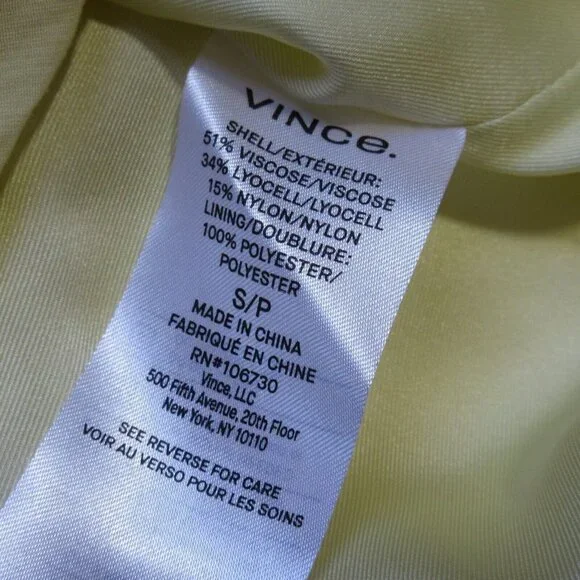 VINCe.
SHELL/EXTÉRIEUR:
51% VISCOSE/VISCOSE
34% LYOCELL/LYOCELL
15% NYLON/NYLON
LINING/DOUBLURE:
100% POLYESTER/
POLYESTER
S/P
MADE IN CHINA
FABRIQUÉ EN CHINE
RN#106730
Vince, LLC
500 Fifth Avenue, 20th Floor
New York, NY 10110
SEE REVERSE FOR CARE
VOIR AU VERSO POUR LES SOINS